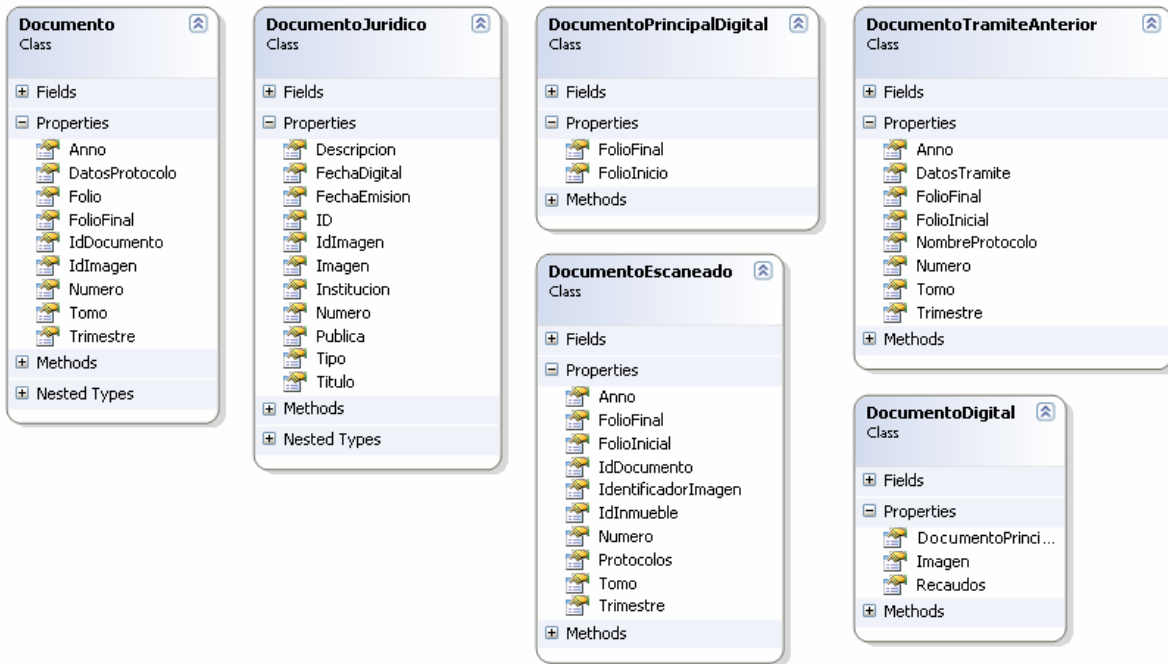 Documento
Class
Fields
Properties
Anno
DatosProtocolo
Folio
FolioFinal
IdDocumento
IdImagen
Numero
Tomo
Trimestre
Methods
Nested Types
DocumentoJuridico
Class
Fields
Properties
Descripcion
FechaDigital
FechaEmision
ID
IdImagen
Imagen
Institucion
Numero
Publica
Tipo
Titulo
Methods
Nested Types
DocumentoPrincipalDigital
Class
Fields
Properties
FolioFinal
FolioInicio
Methods
DocumentoEscaneado
Class
Fields
Properties
Anno
FolioFinal
FolioInicial
IdDocumento
IdentificadorImagen
IdInmueble
Numero
Protocolos
Tomo
Trimestre
Methods
DocumentoTramiteAnterior
Class
Fields
Properties
Anno
DatosTramite
FolioFinal
FolioInicial
NombreProtocolo
Numero
Tomo
Trimestre
Methods
DocumentoDigital
Class
Fields
Properties
DocumentoPrinci...
Imagen
Recaudos
Methods